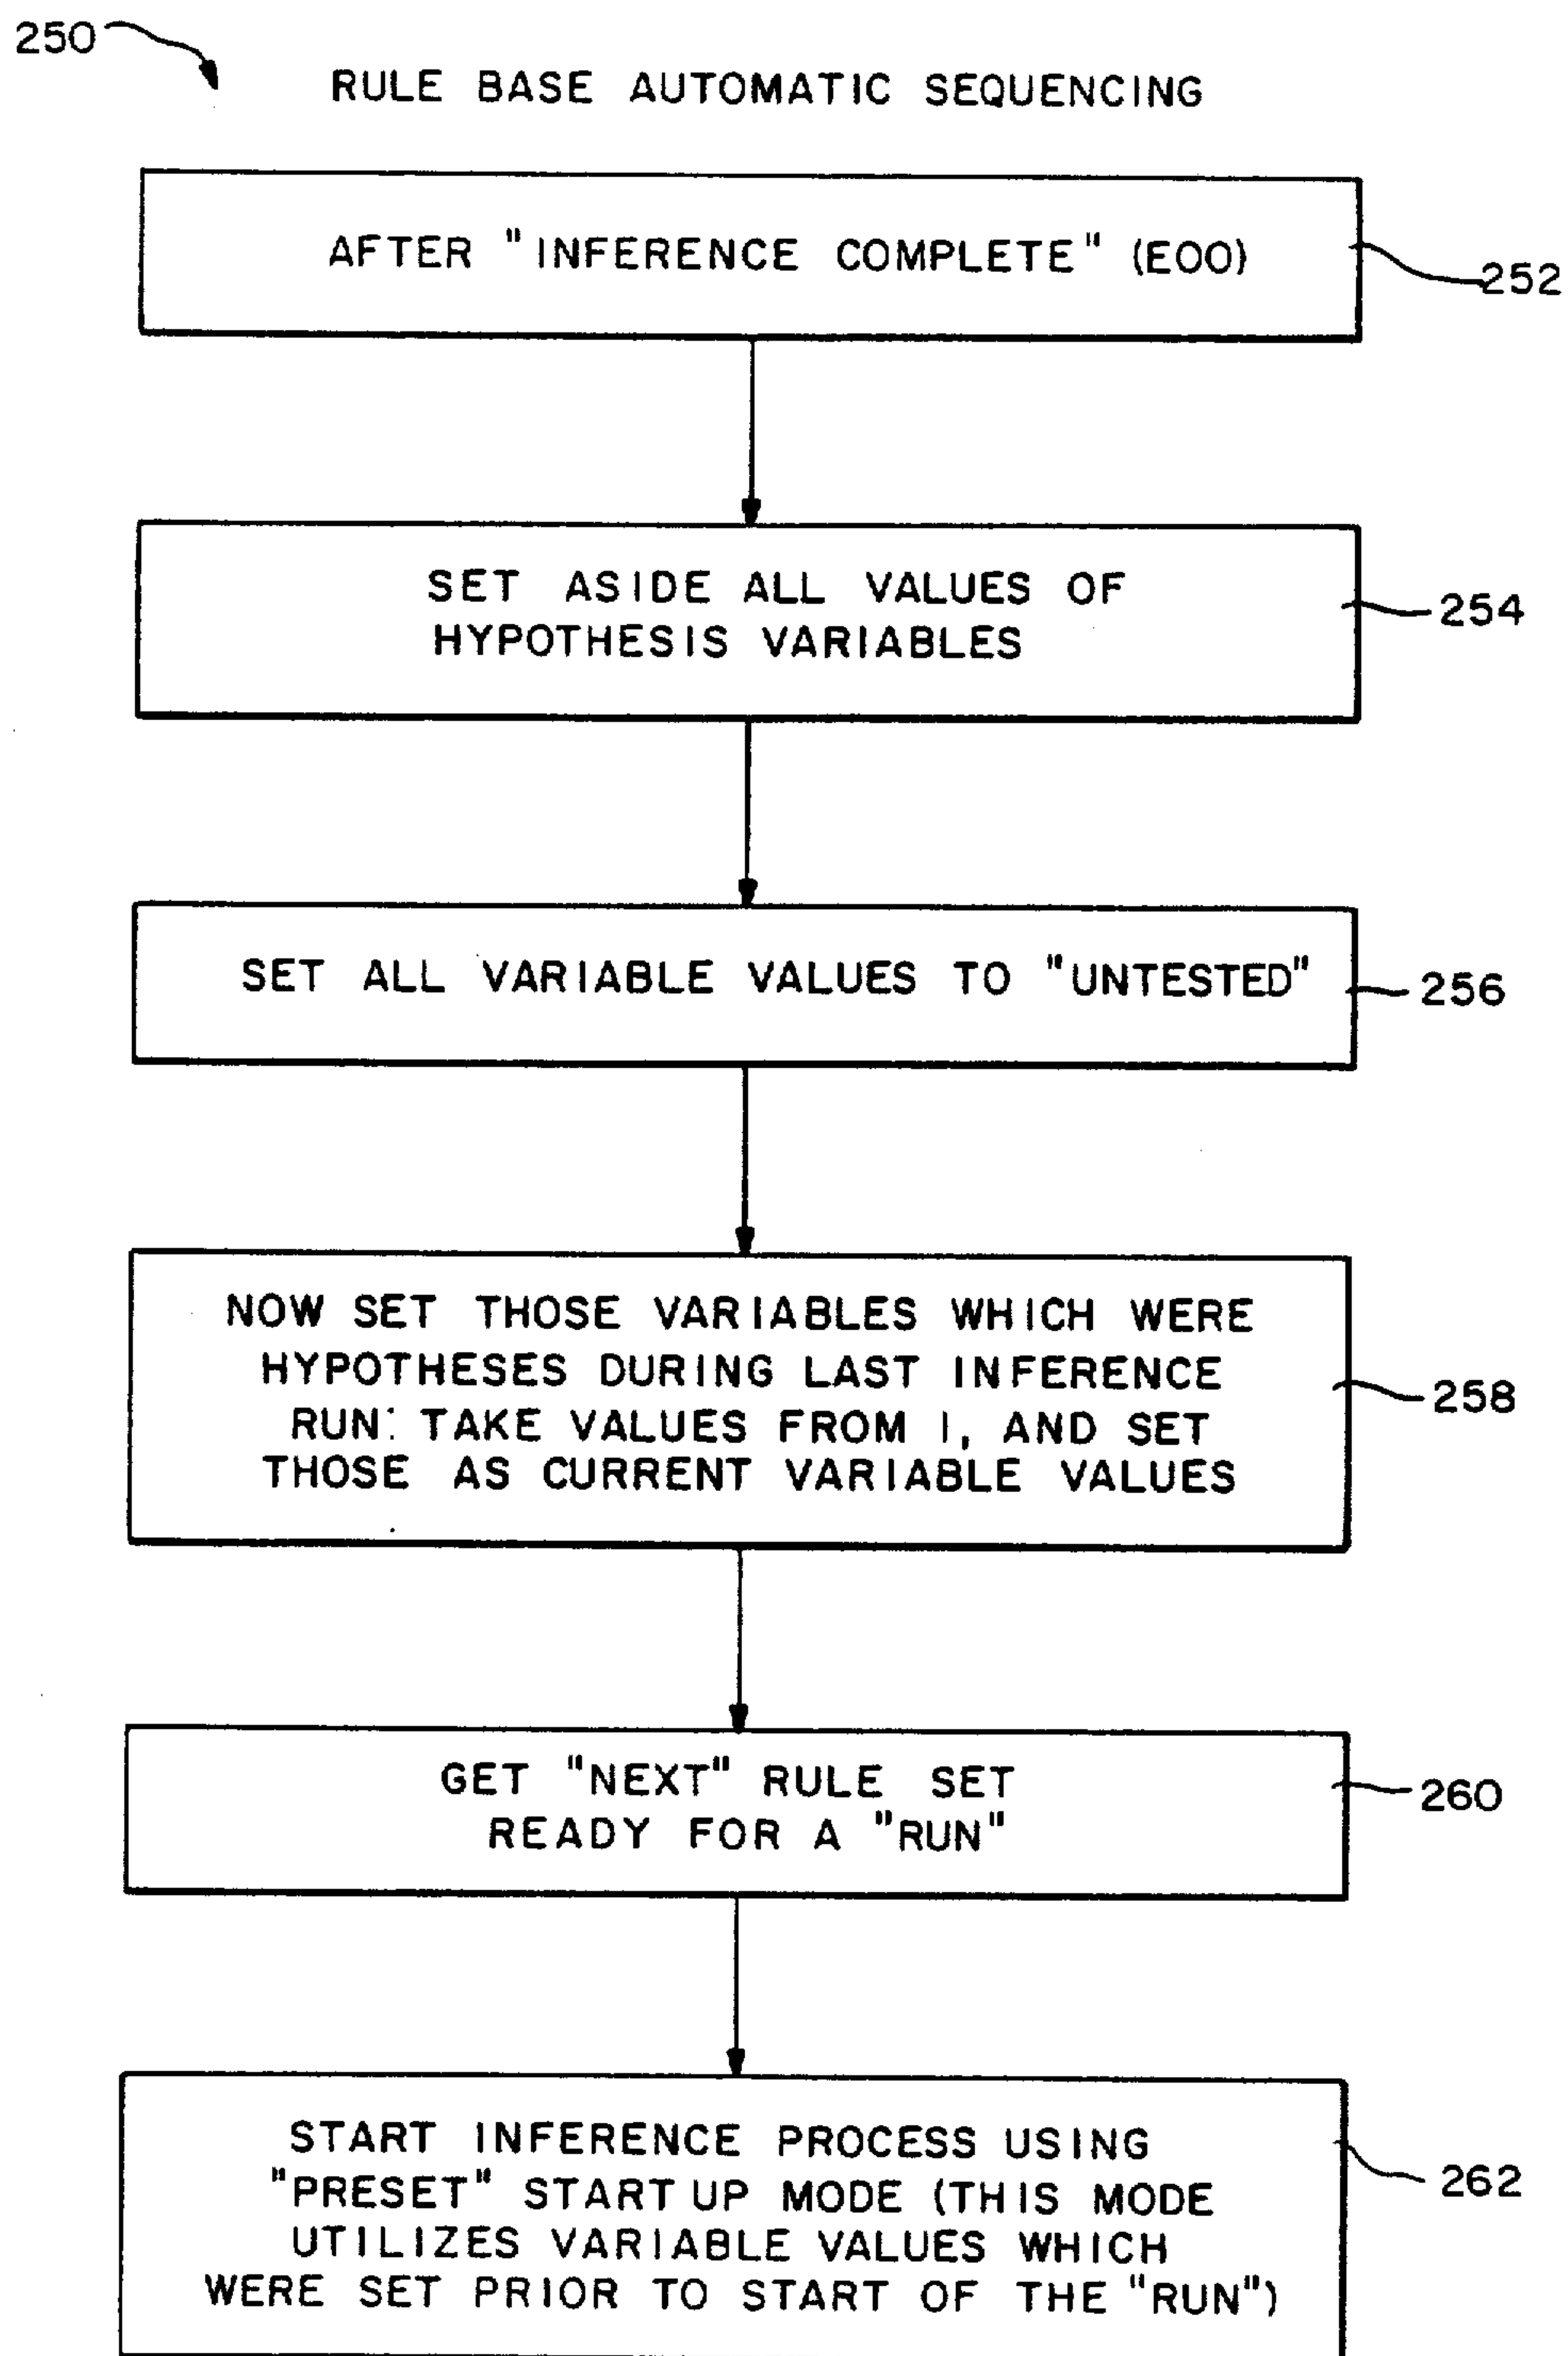 250
RULE BASE AUTOMATIC SEQUENCING
AFTER "INFERENCE COMPLETE" (EOO)
252
SET ASIDE ALL VALUES OF
HYPOTHESIS VARIABLES
254
SET ALL VARIABLE VALUES TO "UNTESTED"
256
NOW SET THOSE VARIABLES WHICH WERE
HYPOTHESES DURING LAST INFERENCE
RUN: TAKE VALUES FROM 1, AND SET
THOSE AS CURRENT VARIABLE VALUES
258
GET "NEXT" RULE SET
READY FOR A "RUN"
260
START INFERENCE PROCESS USING
"PRESET" START UP MODE (THIS MODE
UTILIZES VARIABLE VALUES WHICH
WERE SET PRIOR TO START OF THE "RUN")
262